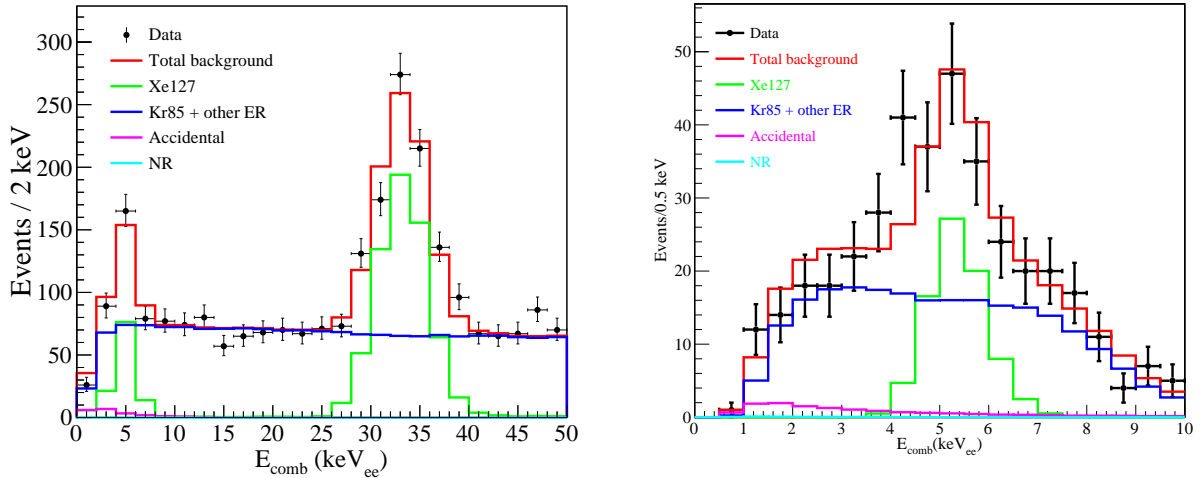 Events / 2 keV
300
250
200
150
100
50
0
Data
Total background
Xe127
Kr85 + other ER
Accidental
NR
0 5 10 15 20 25 30 35 40 45 50
E_comb (keV_ee)
Events/0.5 keV
50
40
30
20
10
0
Data
Total background
Xe127
Kr85 + other ER
Accidental
NR
0 1 2 3 4 5 6 7 8 9 10
E_comb(keV_ee)